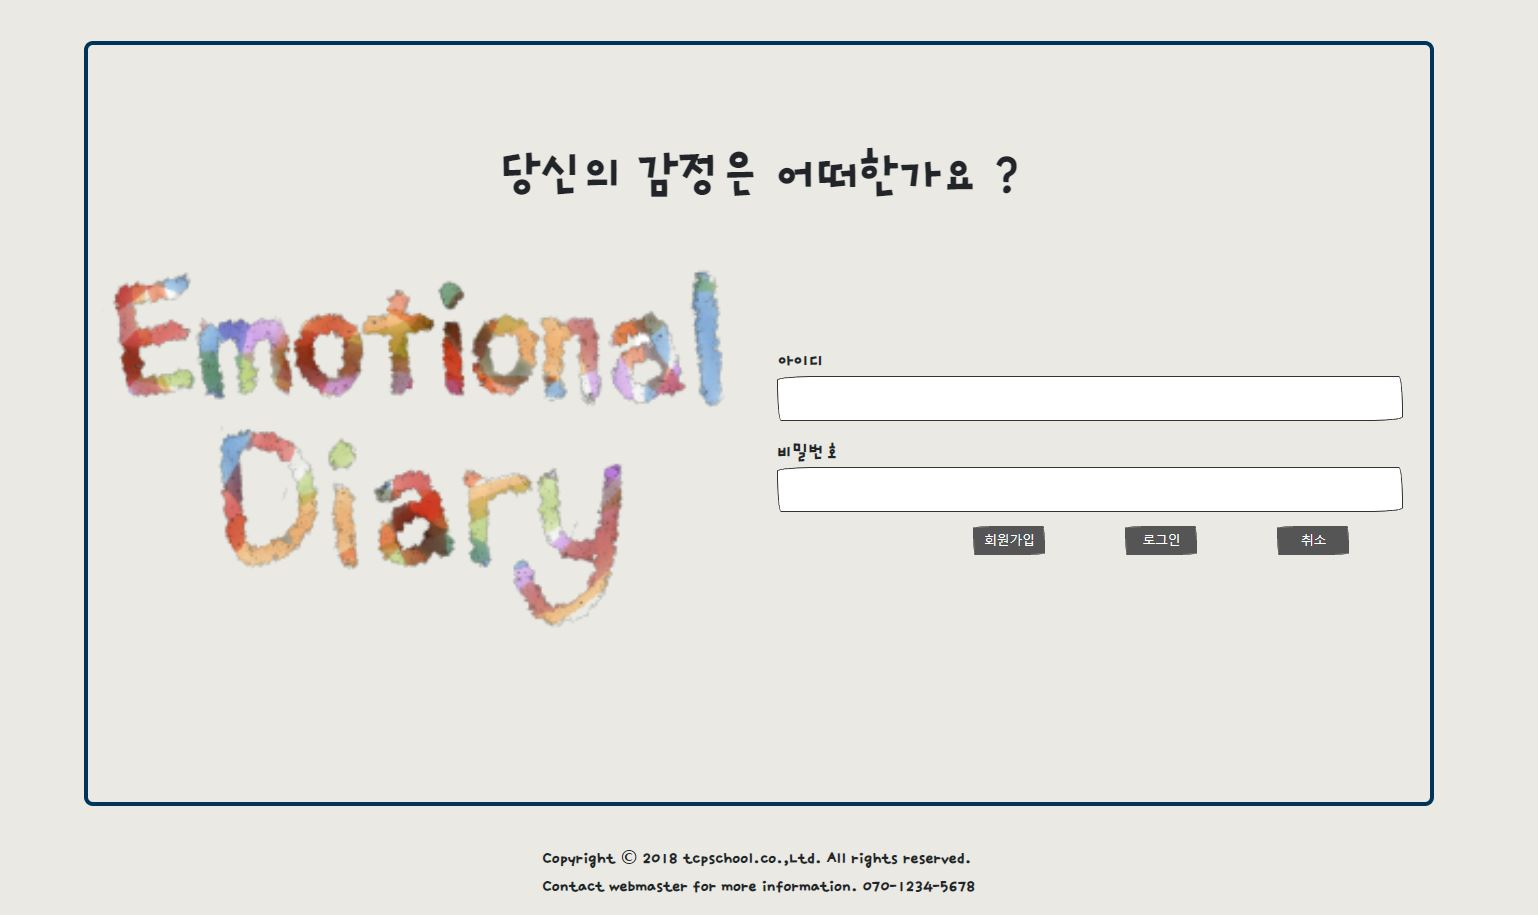 당신의 감정은 어떠한가요 ?
Emotional
Diary
아이디
비밀번호
회원가입 로그인 취소
Copyright © 2018 tcpschool.co.,Ltd. All rights reserved.
Contact webmaster for more information. 070-1234-5678